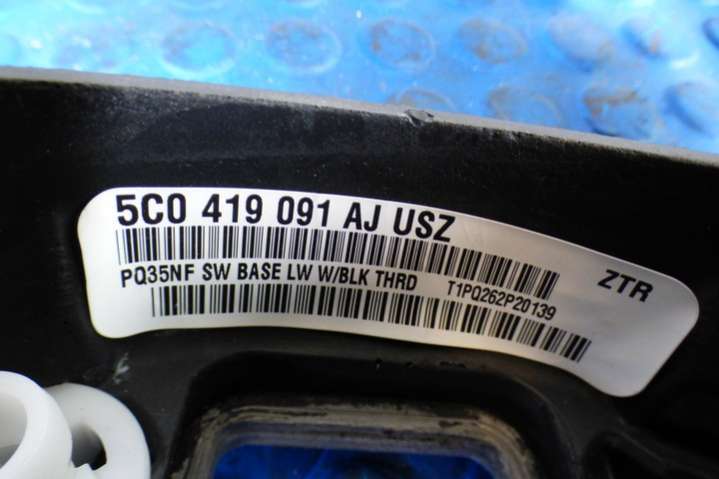 5C0 419 091 AJ USZ
PQ35NF SW BASE LW W/BLK THRD T1PQ262P20139
ZTR